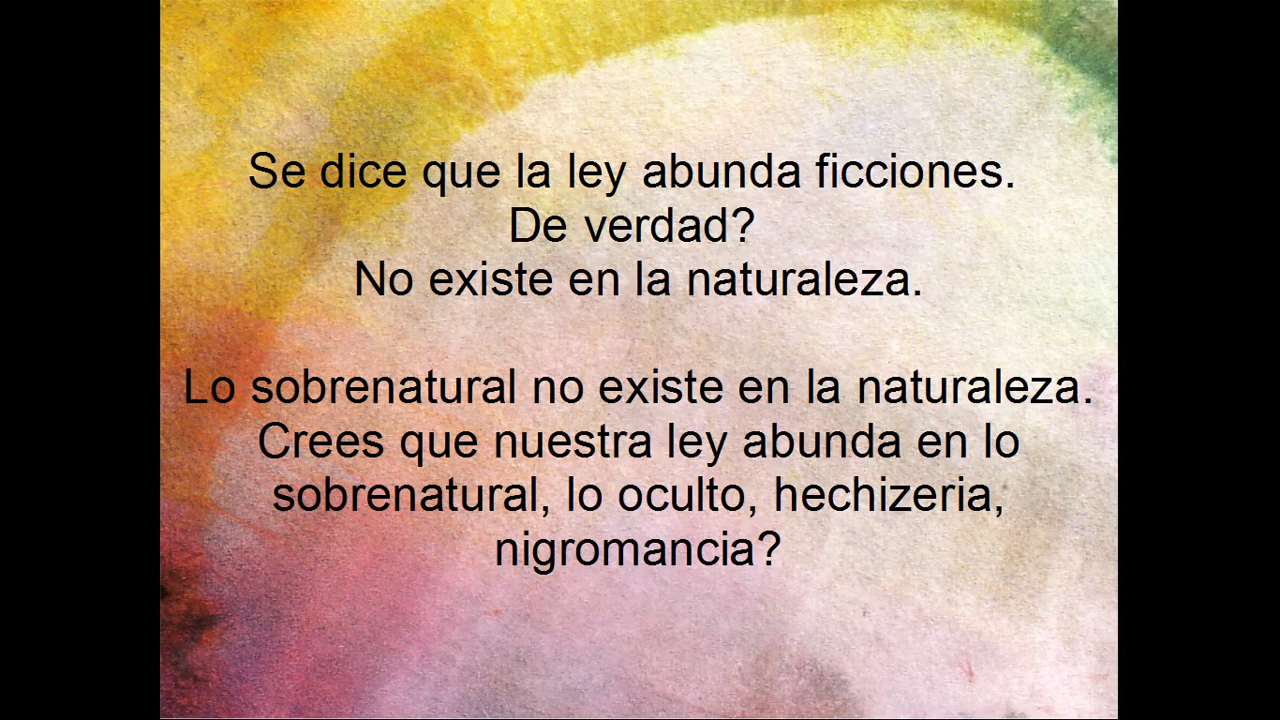 Se dice que la ley abunda ficciones.
De verdad?
No existe en la naturaleza.
Lo sobrenatural no existe en la naturaleza.
Crees que nuestra ley abunda en lo
sobrenatural, lo oculto, hechizeria,
nigromancia?